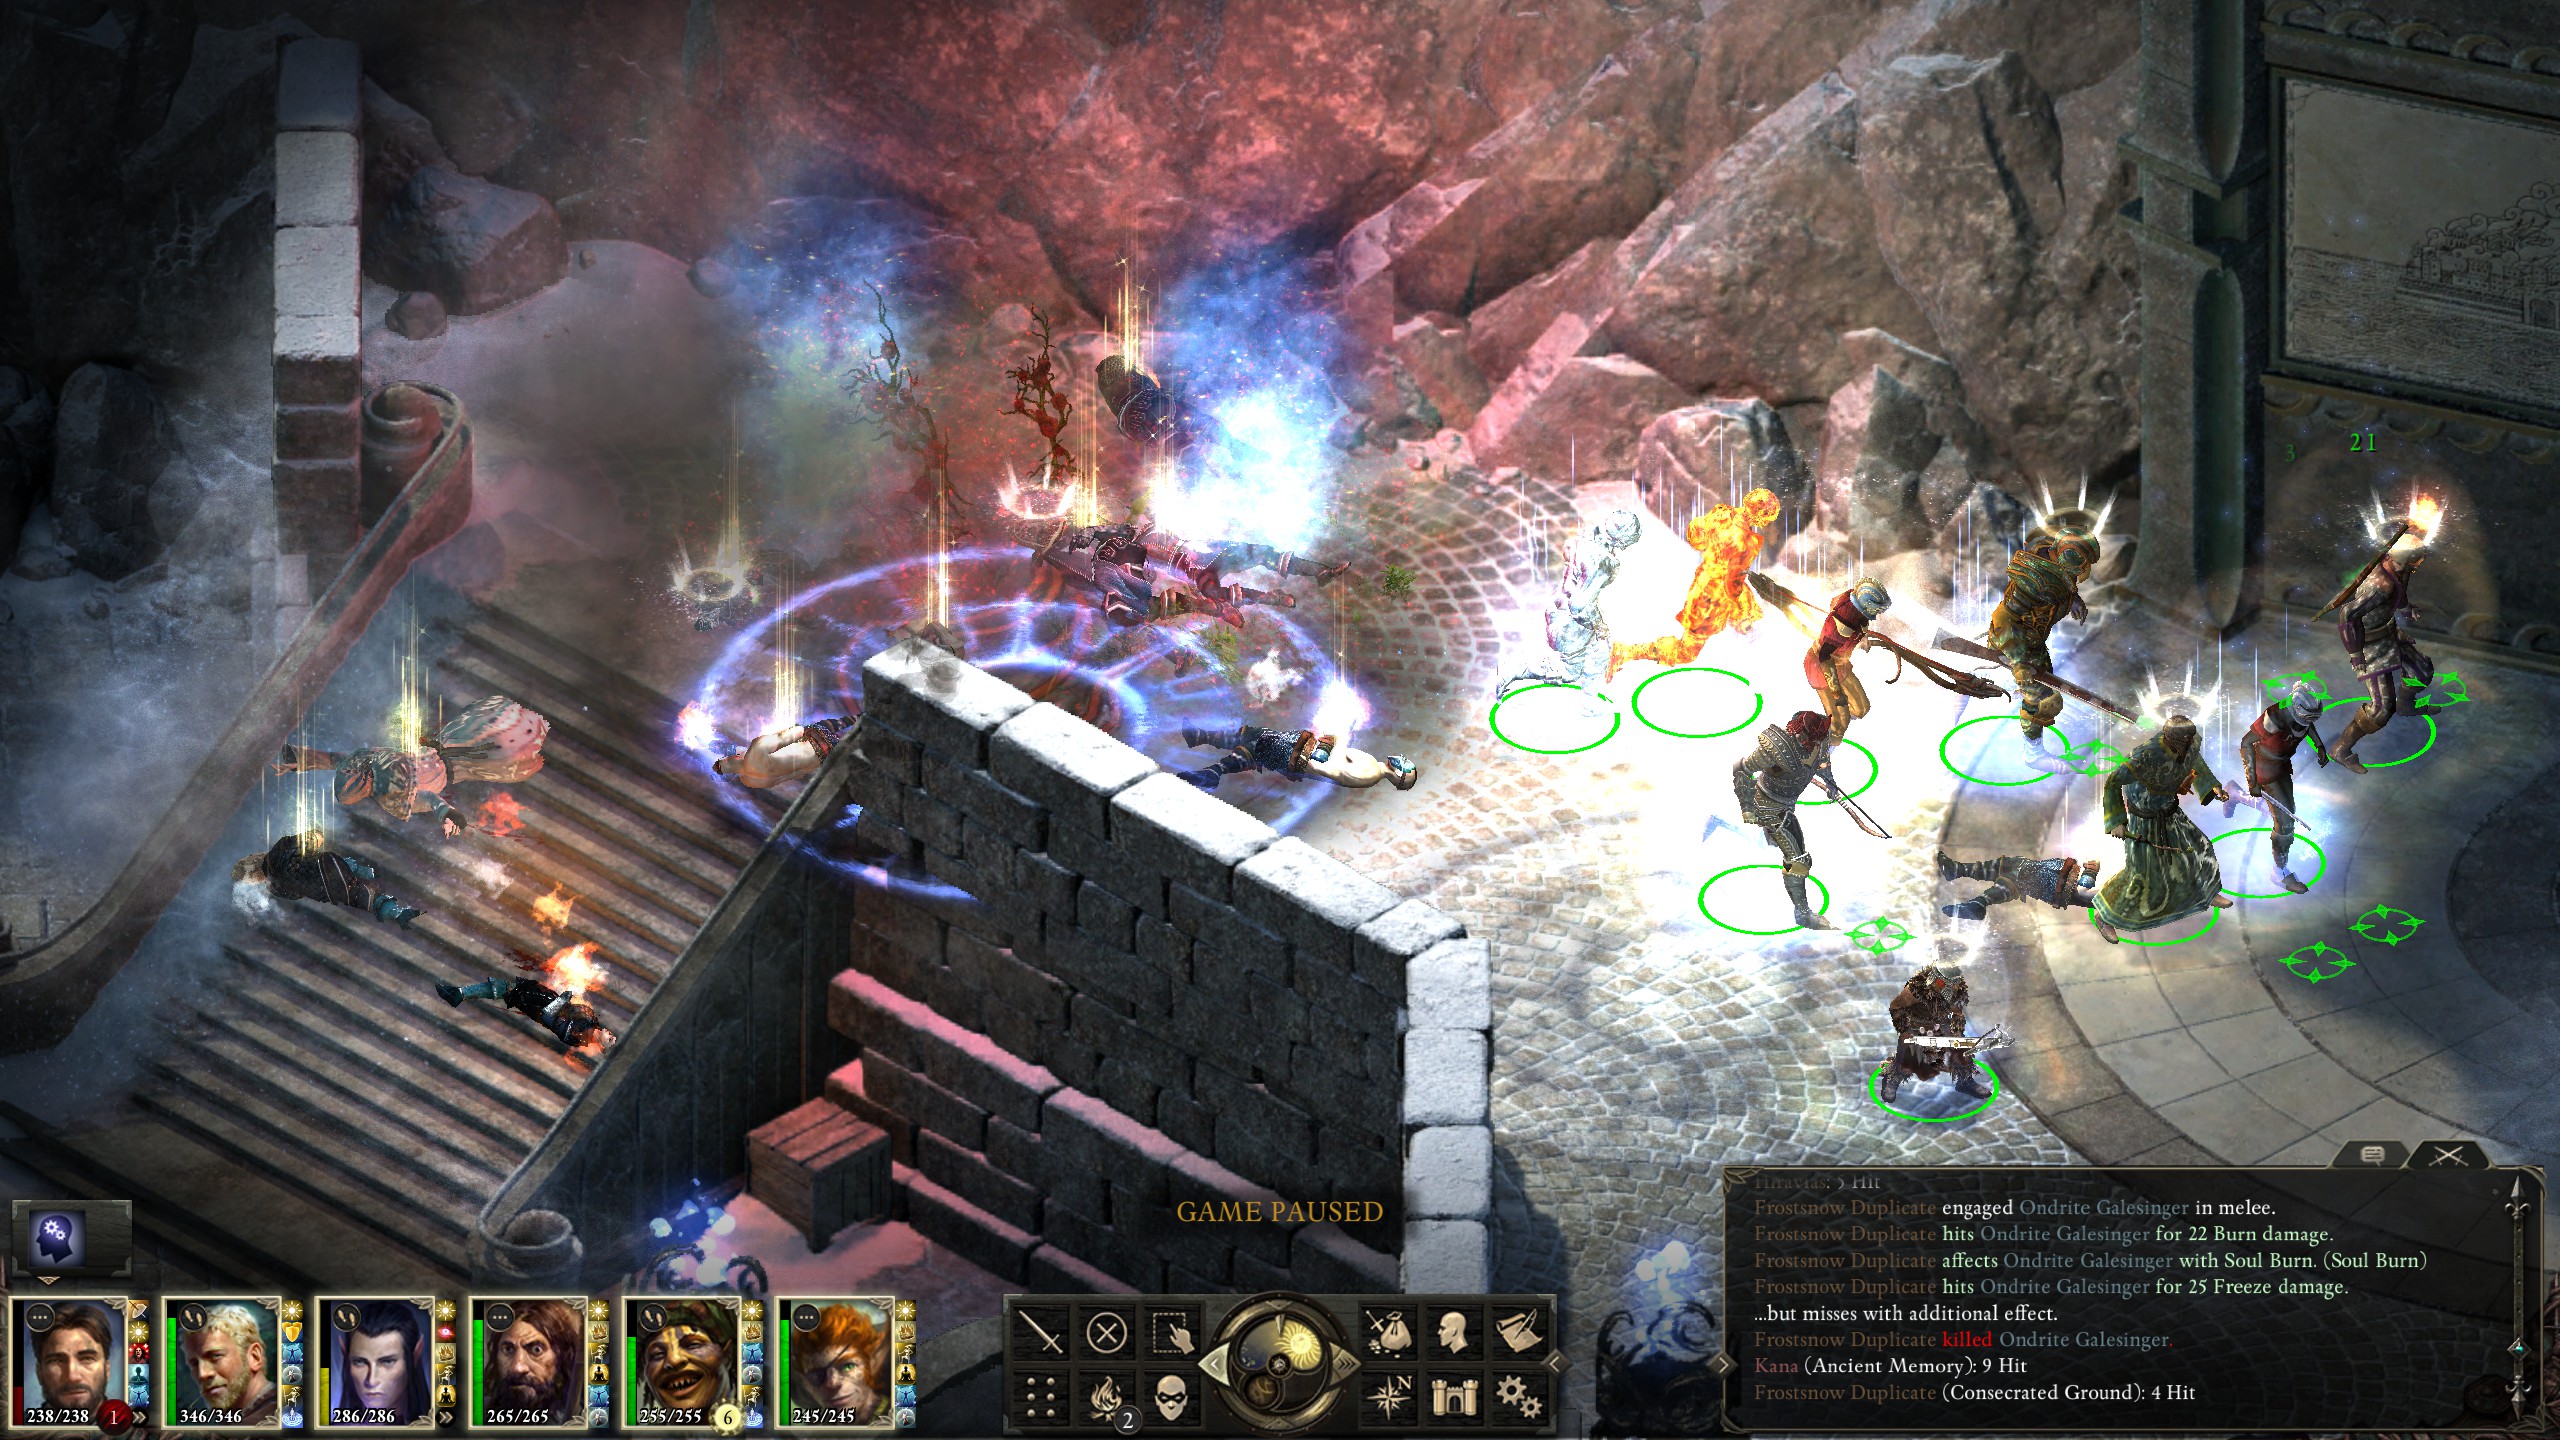 3
21
GAME PAUSED
Hiravias: 5 Hit
Frostsnow Duplicate engaged Ondrite Galesinger in melee.
Frostsnow Duplicate hits Ondrite Galesinger for 22 Burn damage.
Frostsnow Duplicate affects Ondrite Galesinger with Soul Burn. (Soul Burn)
Frostsnow Duplicate hits Ondrite Galesinger for 25 Freeze damage.
...but misses with additional effect.
Frostsnow Duplicate killed Ondrite Galesinger.
Kana (Ancient Memory): 9 Hit
Frostsnow Duplicate (Consecrated Ground): 4 Hit
238/238 1
346/346
286/286
265/265
255/255 6
245/245
2
N